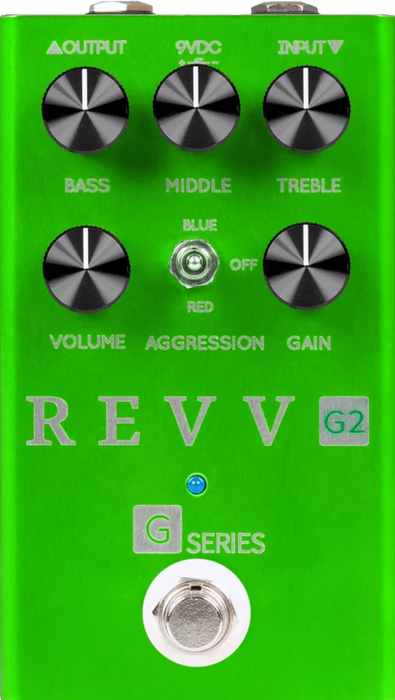 ▲OUTPUT 9VDC INPUT▼
BASS MIDDLE TREBLE
BLUE
OFF
RED
VOLUME AGGRESSION GAIN
REVV G2
G SERIES